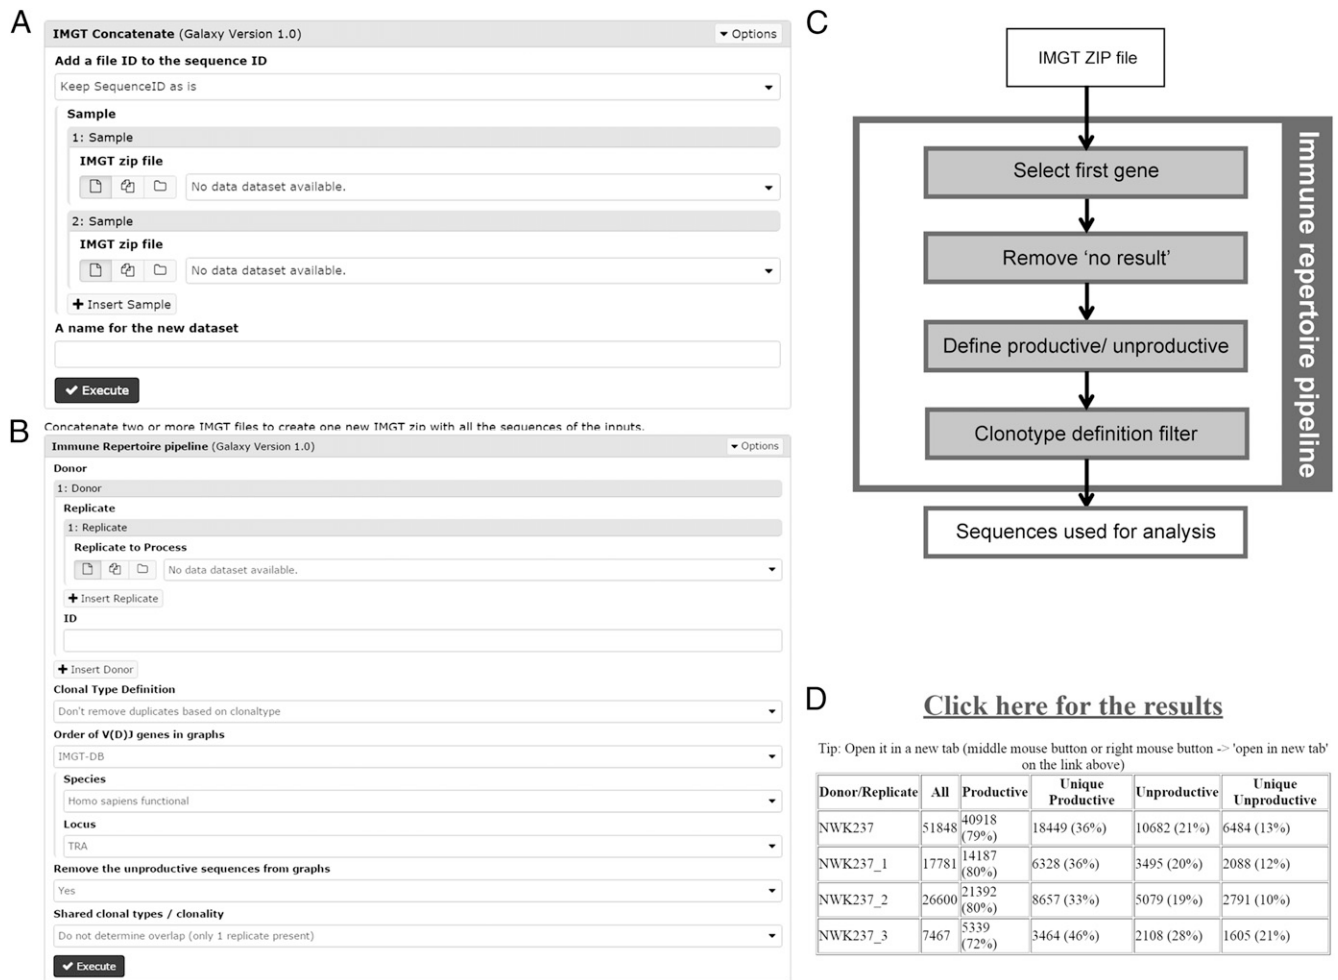 A
IMGT Concatenate (Galaxy Version 1.0)
Options
Add a file ID to the sequence ID
Keep SequenceID as is
Sample
1: Sample
IMGT zip file
No data dataset available.
2: Sample
IMGT zip file
No data dataset available.
Insert Sample
A name for the new dataset
Execute
Concatenate two or more IMGT files to create one new IMGT zip with all the sequences of the inputs.
B
Immune Repertoire pipeline (Galaxy Version 1.0)
Options
Donor
1: Donor
Replicate
1: Replicate
Replicate to Process
No data dataset available.
Insert Replicate
ID
Insert Donor
Clonal Type Definition
Don't remove duplicates based on clonaltype
Order of V(D)J genes in graphs
IMGT-DB
Species
Homo sapiens functional
Locus
TRA
Remove the unproductive sequences from graphs
Yes
Shared clonal types / clonality
Do not determine overlap (only 1 replicate present)
Execute
C
IMGT ZIP file
Immune repertoire pipeline
Select first gene
Remove ‘no result’
Define productive/ unproductive
Clonotype definition filter
Sequences used for analysis
D
Click here for the results
Tip: Open it in a new tab (middle mouse button or right mouse button -> 'open in new tab'
on the link above)
Donor/Replicate All Productive Unique Productive Unproductive Unique Unproductive
NWK237 51848 40918 (79%) 18449 (36%) 10682 (21%) 6484 (13%)
NWK237_1 17781 14187 (80%) 6328 (36%) 3495 (20%) 2088 (12%)
NWK237_2 26600 21392 (80%) 8657 (33%) 5079 (19%) 2791 (10%)
NWK237_3 7467 5339 (72%) 3464 (46%) 2108 (28%) 1605 (21%)